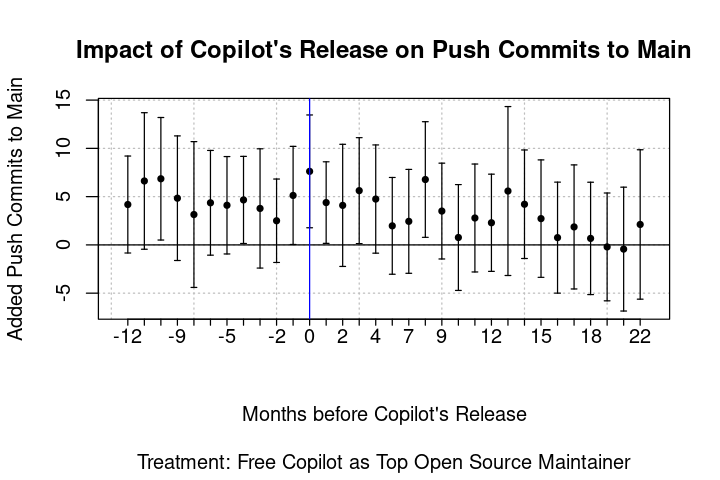 Impact of Copilot's Release on Push Commits to Main
Added Push Commits to Main
15
10
5
0
-5
-12 -9 -5 -2 0 2 4 7 9 12 15 18 22
Months before Copilot's Release
Treatment: Free Copilot as Top Open Source Maintainer